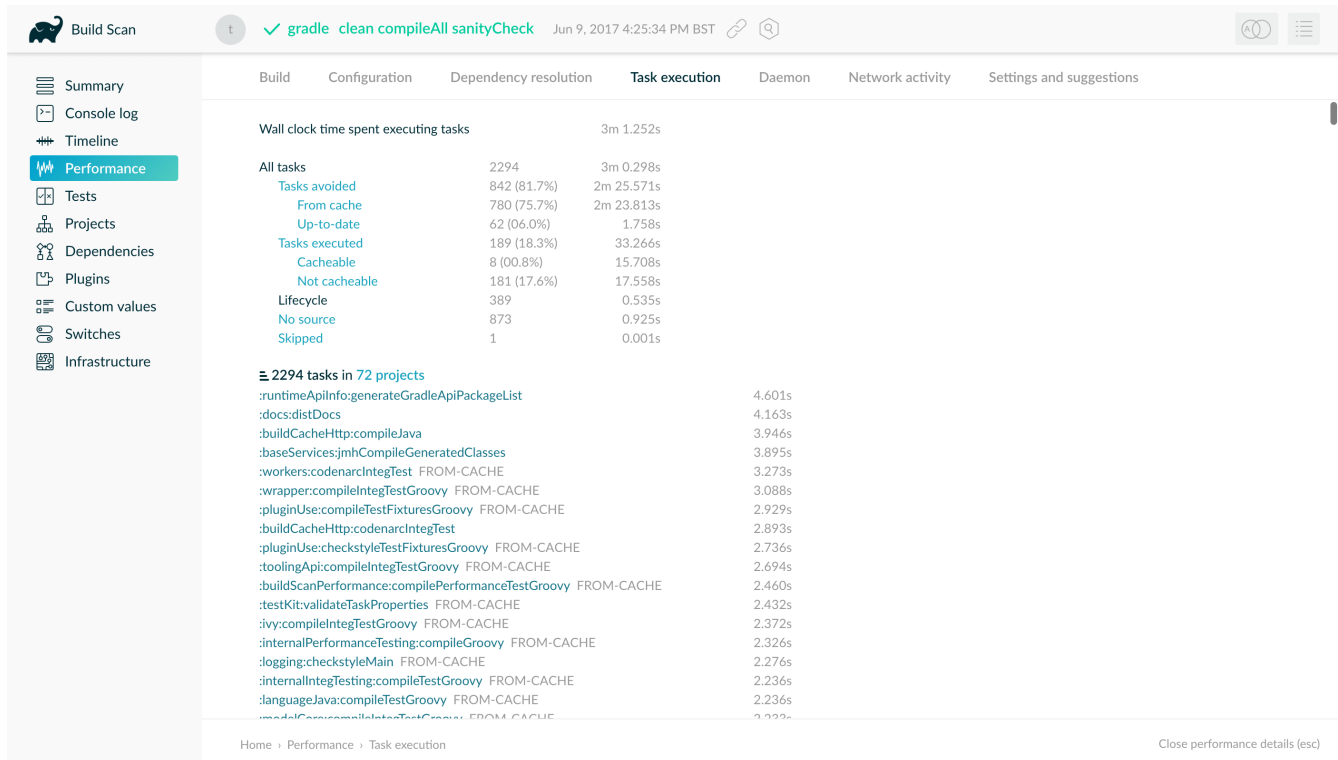 Build Scan
t
gradle clean compileAll sanityCheck Jun 9, 2017 4:25:34 PM BST
Summary
Console log
Timeline
Performance
Tests
Projects
Dependencies
Plugins
Custom values
Switches
Infrastructure
Build Configuration Dependency resolution Task execution Daemon Network activity Settings and suggestions
Wall clock time spent executing tasks 3m 1.252s
All tasks 2294 3m 0.298s
Tasks avoided 842 (81.7%) 2m 25.571s
From cache 780 (75.7%) 2m 23.813s
Up-to-date 62 (06.0%) 1.758s
Tasks executed 189 (18.3%) 33.266s
Cacheable 8 (00.8%) 15.708s
Not cacheable 181 (17.6%) 17.558s
Lifecycle 389 0.535s
No source 873 0.925s
Skipped 1 0.001s
2294 tasks in 72 projects
:runtimeApiInfo:generateGradleApiPackageList 4.601s
:docs:distDocs 4.163s
:buildCacheHttp:compileJava 3.946s
:baseServices:jmhCompileGeneratedClasses 3.895s
:workers:codenarcIntegTest FROM-CACHE 3.273s
:wrapper:compileIntegTestGroovy FROM-CACHE 3.088s
:pluginUse:compileTestFixturesGroovy FROM-CACHE 2.929s
:buildCacheHttp:codenarcIntegTest 2.893s
:pluginUse:checkstyleTestFixturesGroovy FROM-CACHE 2.736s
:toolingApi:compileIntegTestGroovy FROM-CACHE 2.694s
:buildScanPerformance:compilePerformanceTestGroovy FROM-CACHE 2.460s
:testKit:validateTaskProperties FROM-CACHE 2.432s
:ivy:compileIntegTestGroovy FROM-CACHE 2.372s
:internalPerformanceTesting:compileGroovy FROM-CACHE 2.326s
:logging:checkstyleMain FROM-CACHE 2.276s
:internalIntegTesting:compileTestGroovy FROM-CACHE 2.236s
:languageJava:compileTestGroovy FROM-CACHE 2.236s
:modelCore:compileIntegTestGroovy FROM-CACHE
Home › Performance › Task execution
Close performance details (esc)